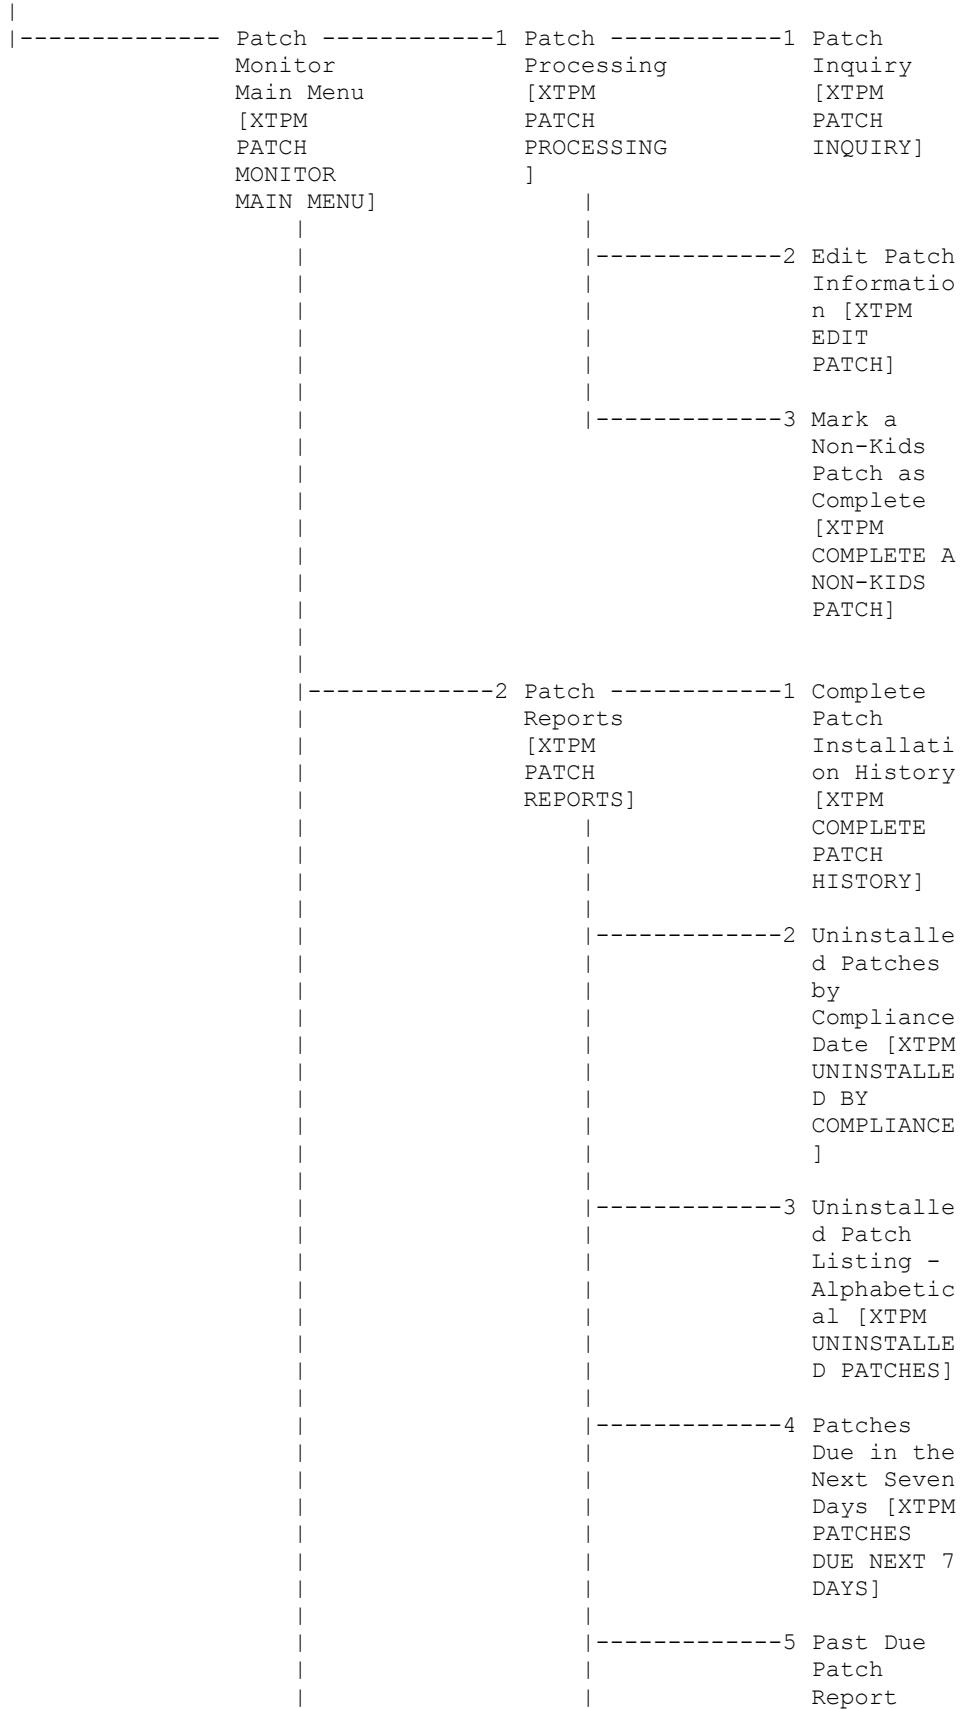 |
|-------------- Patch ------------1 Patch ------------1 Patch
                Monitor             Processing          Inquiry
                Main Menu           [XTPM               [XTPM
                [XTPM               PATCH               PATCH
                PATCH               PROCESSING          INQUIRY]
                MONITOR             ]
                MAIN MENU]              |
                    |                   |
                    |                   |-------------2 Edit Patch
                    |                   |               Informatio
                    |                   |               n [XTPM
                    |                   |               EDIT
                    |                   |               PATCH]
                    |                   |
                    |                   |-------------3 Mark a
                    |                                   Non-Kids
                    |                                   Patch as
                    |                                   Complete
                    |                                   [XTPM
                    |                                   COMPLETE A
                    |                                   NON-KIDS
                    |                                   PATCH]
                    |
                    |
                    |-------------2 Patch ------------1 Complete
                    |               Reports             Patch
                    |               [XTPM               Installati
                    |               PATCH               on History
                    |               REPORTS]            [XTPM
                    |                   |               COMPLETE
                    |                   |               PATCH
                    |                   |               HISTORY]
                    |                   |
                    |                   |-------------2 Uninstalle
                    |                   |               d Patches
                    |                   |               by
                    |                   |               Compliance
                    |                   |               Date [XTPM
                    |                   |               UNINSTALLE
                    |                   |               D BY
                    |                   |               COMPLIANCE
                    |                   |               ]
                    |                   |
                    |                   |-------------3 Uninstalle
                    |                   |               d Patch
                    |                   |               Listing -
                    |                   |               Alphabetic
                    |                   |               al [XTPM
                    |                   |               UNINSTALLE
                    |                   |               D PATCHES]
                    |                   |
                    |                   |-------------4 Patches
                    |                   |               Due in the
                    |                   |               Next Seven
                    |                   |               Days [XTPM
                    |                   |               PATCHES
                    |                   |               DUE NEXT 7
                    |                   |               DAYS]
                    |                   |
                    |                   |-------------5 Past Due
                    |                   |               Patch
                    |                   |               Report